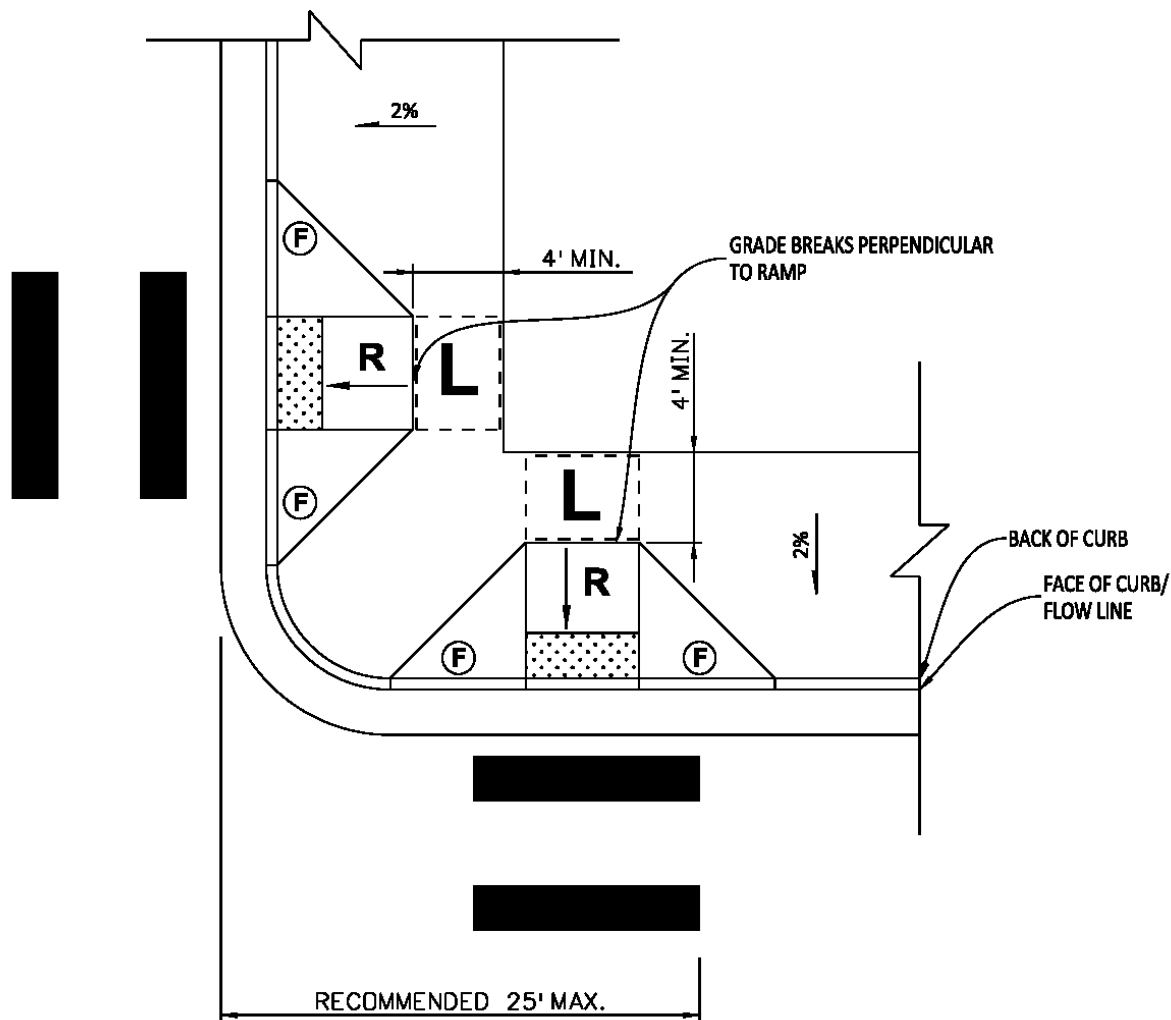 2%
F
4' MIN.
GRADE BREAKS PERPENDICULAR
TO RAMP
R
L
4' MIN.
F
L
2%
BACK OF CURB
R
FACE OF CURB/
FLOW LINE
F
F
RECOMMENDED 25' MAX.